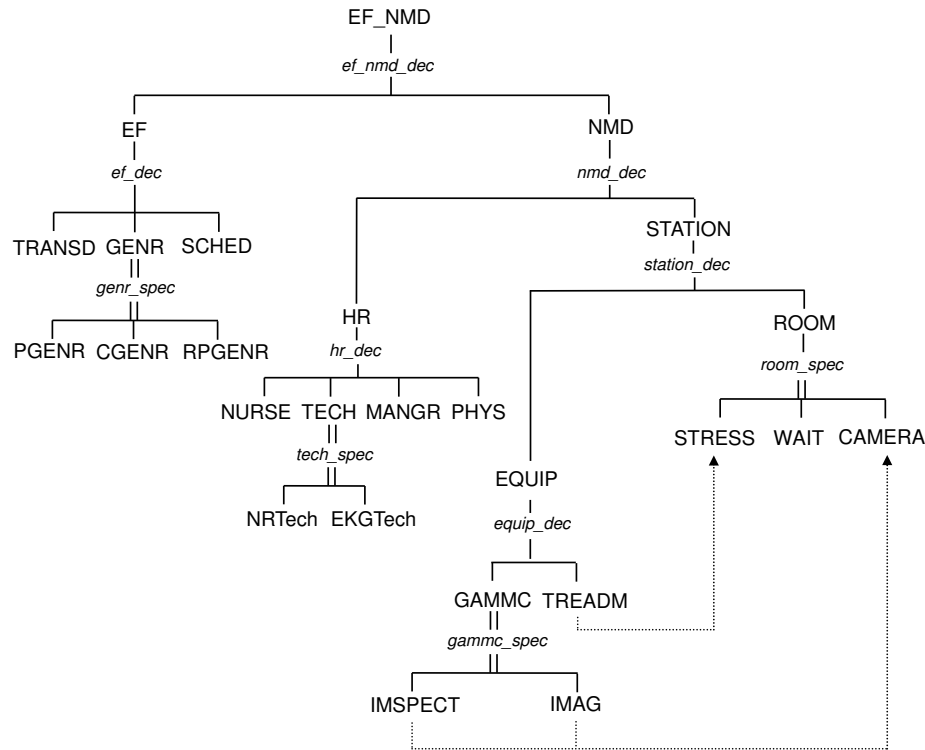 EF_NMD
ef_nmd_dec
EF NMD
ef_dec nmd_dec
STATION
TRANSD GENR SCHED
station_dec
genr_spec
HR ROOM
PGENR CGENR RPGENR
hr_dec
room_spec
NURSE TECH MANGR PHYS
STRESS WAIT CAMERA
tech_spec
EQUIP
NRTech EKGTech
equip_dec
GAMMC TREADM
gammc_spec
IMSPECT IMAG